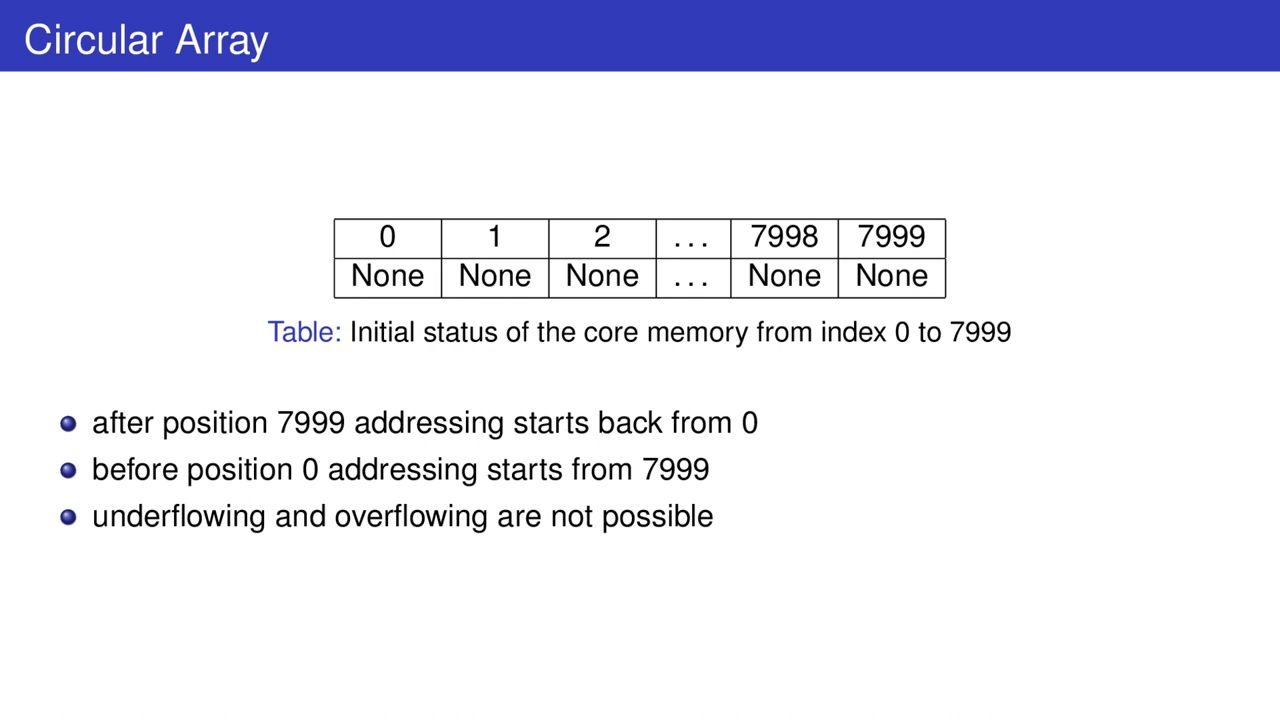 Circular Array
0 1 2 ... 7998 7999
None None None ... None None
Table: Initial status of the core memory from index 0 to 7999
after position 7999 addressing starts back from 0
before position 0 addressing starts from 7999
underflowing and overflowing are not possible